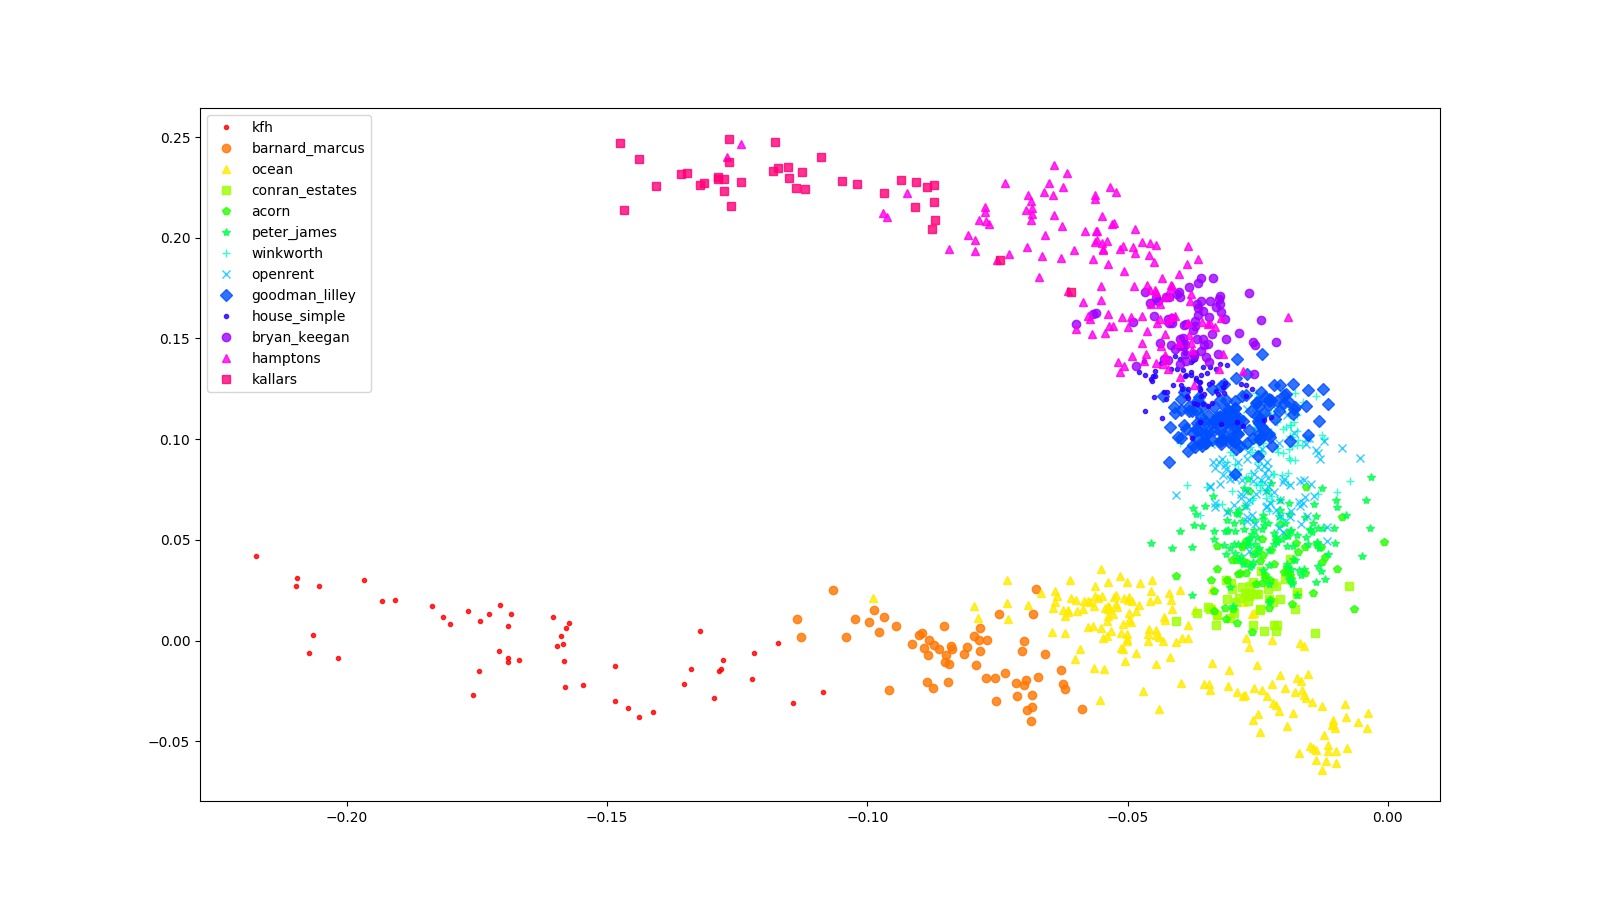 kfh
barnard_marcus
ocean
conran_estates
acorn
peter_james
winkworth
openrent
goodman_lilley
house_simple
bryan_keegan
hamptons
kallars
0.25
0.20
0.15
0.10
0.05
0.00
−0.05
−0.20 −0.15 −0.10 −0.05 0.00